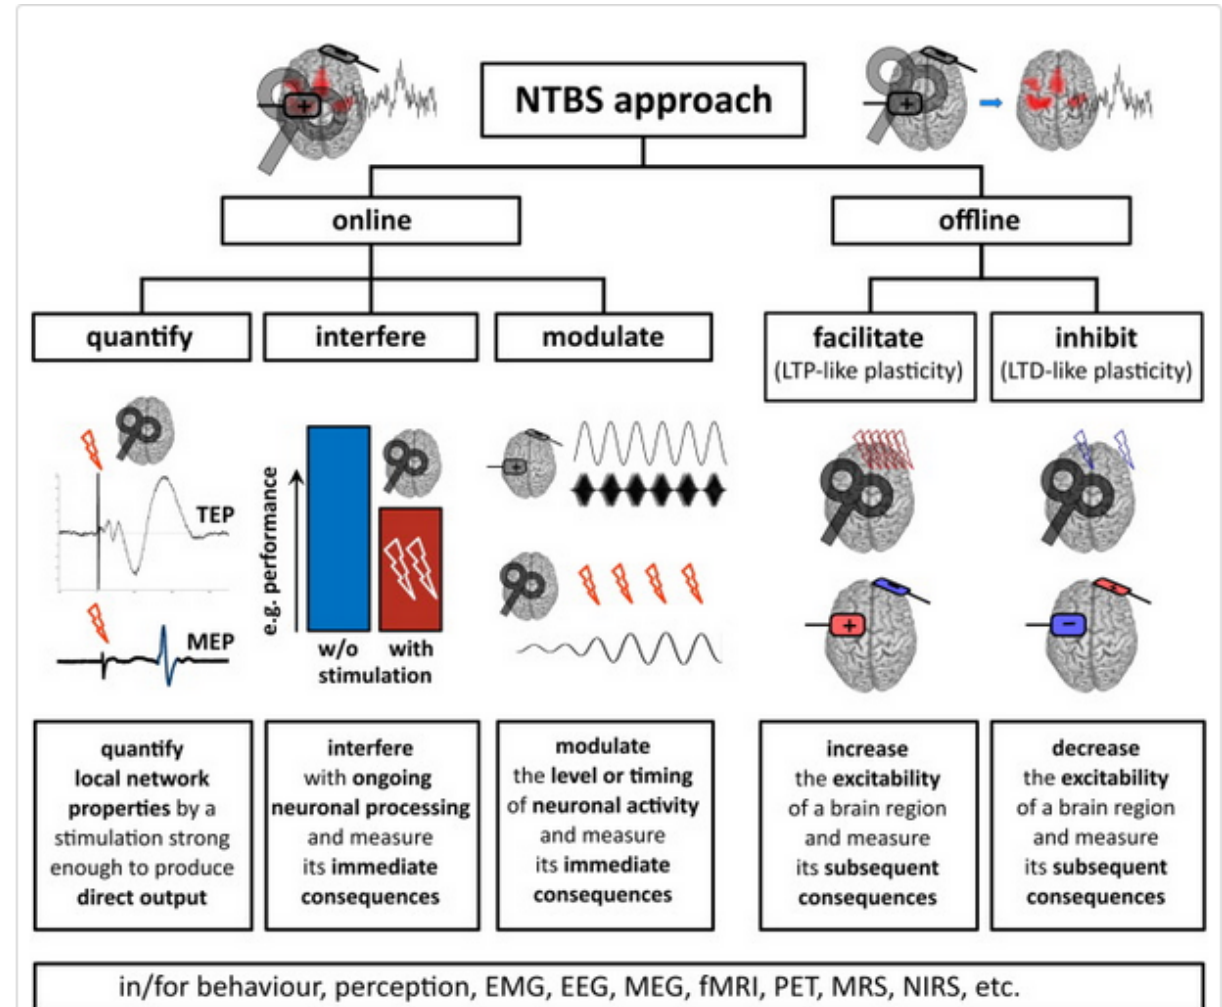 NTBS approach
online
offline
quantify
interfere
modulate
facilitate
(LTP-like plasticity)
inhibit
(LTD-like plasticity)
TEP
MEP
e.g. performance
w/o with
stimulation
+
+
+
+
−
quantify
local network
properties by a
stimulation strong
enough to produce
direct output
interfere
with ongoing
neuronal processing
and measure
its immediate
consequences
modulate
the level or timing
of neuronal activity
and measure
its immediate
consequences
increase
the excitability
of a brain region
and measure
its subsequent
consequences
decrease
the excitability
of a brain region
and measure
its subsequent
consequences
in/for behaviour, perception, EMG, EEG, MEG, fMRI, PET, MRS, NIRS, etc.